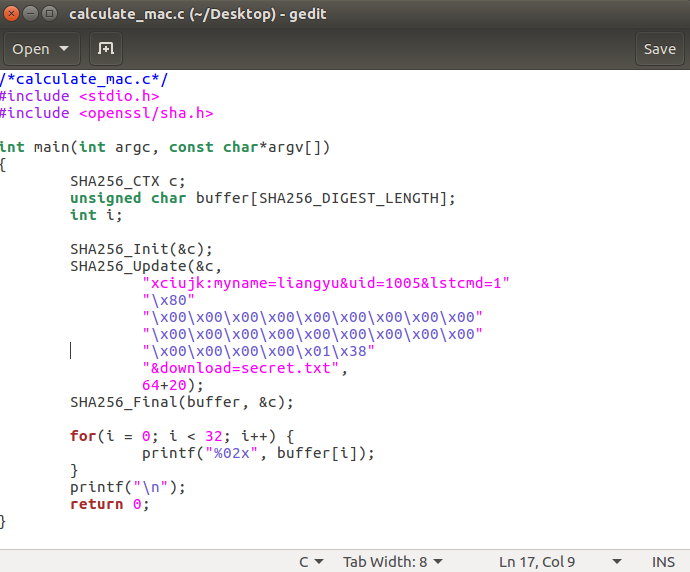 calculate_mac.c (~/Desktop) - gedit
Open Save
/*calculate_mac.c*/
#include <stdio.h>
#include <openssl/sha.h>

int main(int argc, const char*argv[])
{
        SHA256_CTX c;
        unsigned char buffer[SHA256_DIGEST_LENGTH];
        int i;

        SHA256_Init(&c);
        SHA256_Update(&c,
                "xciujk:myname=liangyu&uid=1005&lstcmd=1"
                "\x80"
                "\x00\x00\x00\x00\x00\x00\x00\x00\x00"
                "\x00\x00\x00\x00\x00\x00\x00\x00\x00"
                "\x00\x00\x00\x00\x01\x38"
                "&download=secret.txt",
                64+20);
        SHA256_Final(buffer, &c);

        for(i = 0; i < 32; i++) {
                printf("%02x", buffer[i]);
        }
        printf("\n");
        return 0;
}
C Tab Width: 8 Ln 17, Col 9 INS